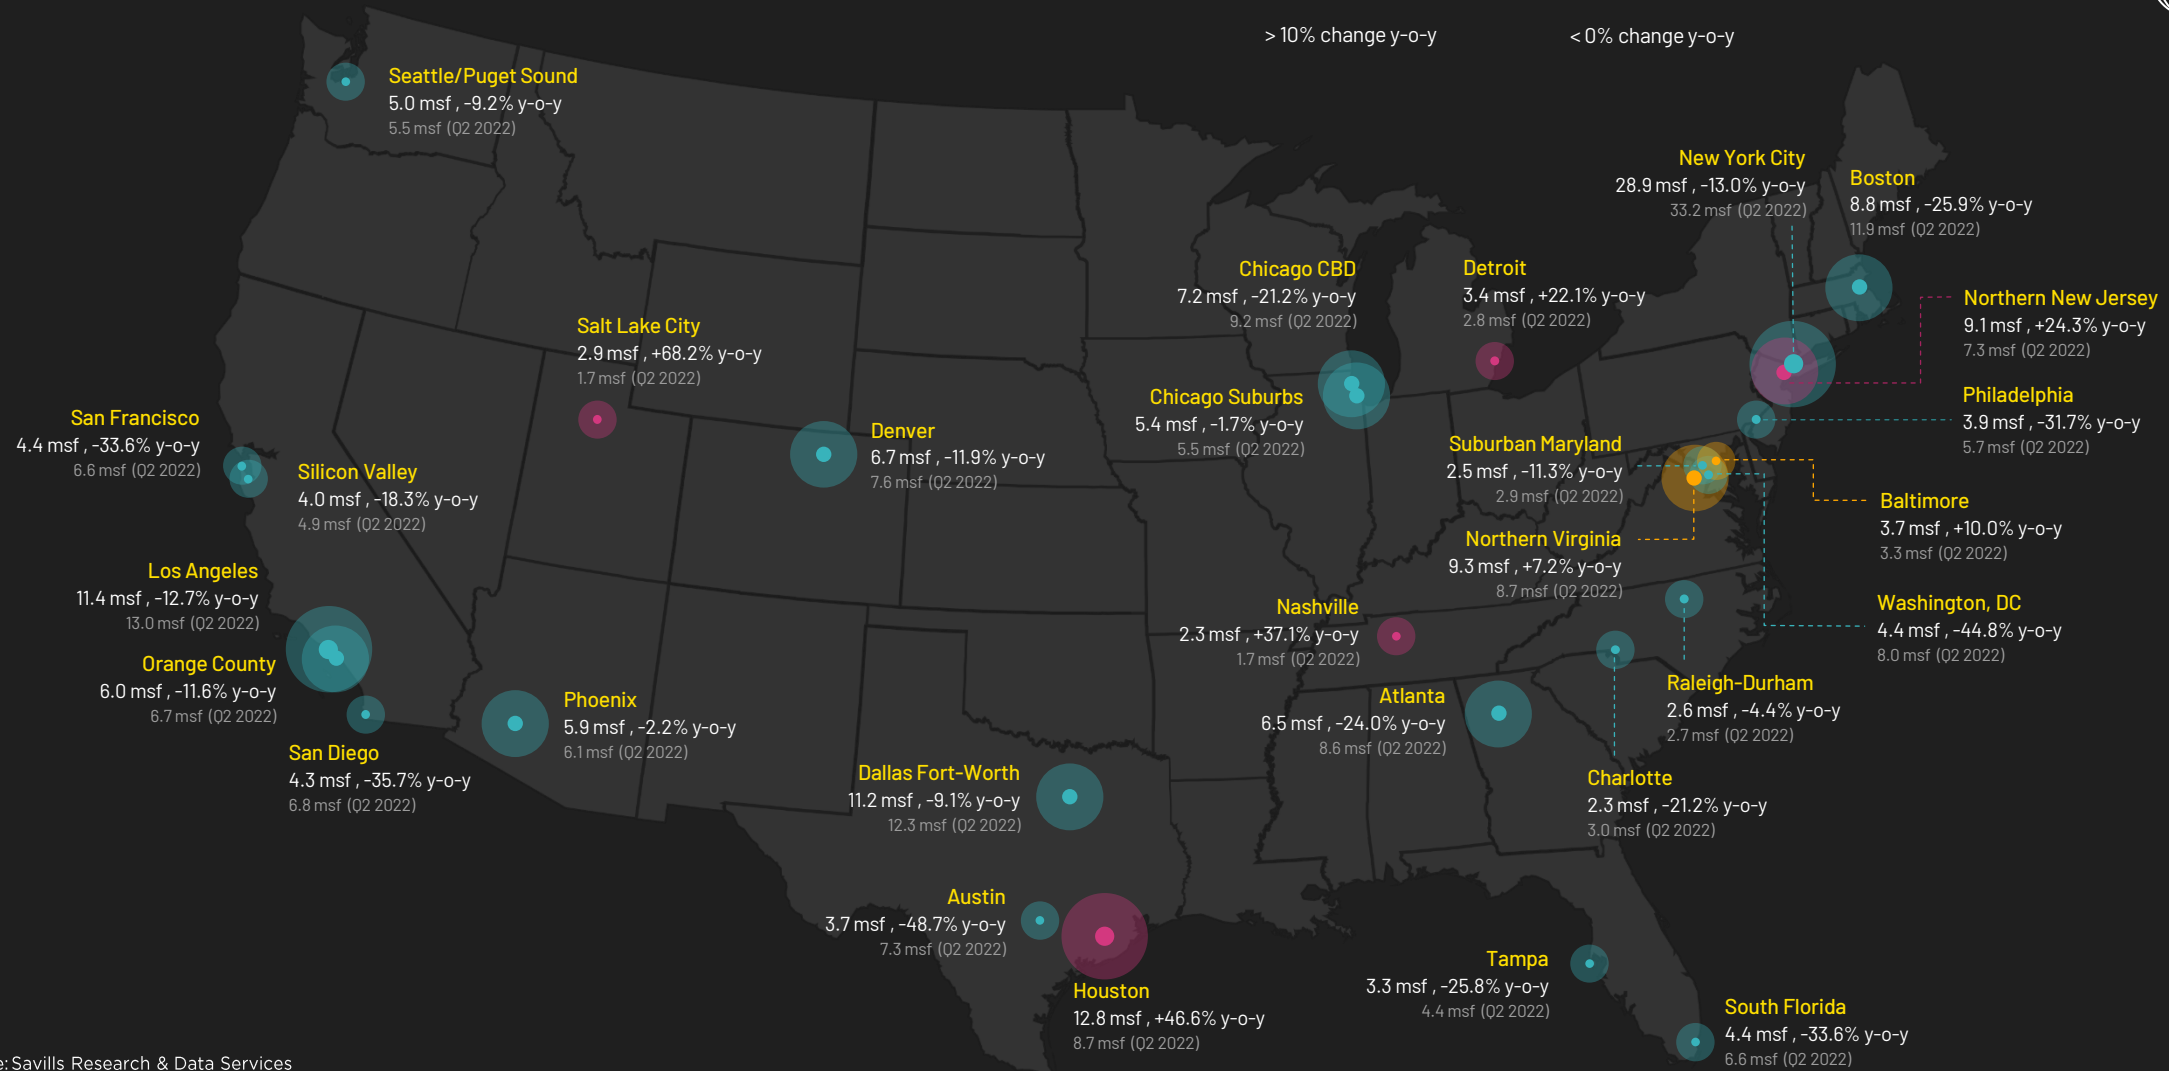 > 10% change y-o-y
< 0% change y-o-y
Seattle/Puget Sound
5.0 msf , -9.2% y-o-y
5.5 msf (Q2 2022)
New York City
28.9 msf , -13.0% y-o-y
33.2 msf (Q2 2022)
Boston
8.8 msf , -25.9% y-o-y
11.9 msf (Q2 2022)
Chicago CBD
7.2 msf , -21.2% y-o-y
9.2 msf (Q2 2022)
Detroit
3.4 msf , +22.1% y-o-y
2.8 msf (Q2 2022)
Northern New Jersey
9.1 msf , +24.3% y-o-y
7.3 msf (Q2 2022)
Salt Lake City
2.9 msf , +68.2% y-o-y
1.7 msf (Q2 2022)
Chicago Suburbs
5.4 msf , -1.7% y-o-y
5.5 msf (Q2 2022)
Philadelphia
3.9 msf , -31.7% y-o-y
5.7 msf (Q2 2022)
San Francisco
4.4 msf , -33.6% y-o-y
6.6 msf (Q2 2022)
Denver
6.7 msf , -11.9% y-o-y
7.6 msf (Q2 2022)
Suburban Maryland
2.5 msf , -11.3% y-o-y
2.9 msf (Q2 2022)
Silicon Valley
4.0 msf , -18.3% y-o-y
4.9 msf (Q2 2022)
Baltimore
3.7 msf , +10.0% y-o-y
3.3 msf (Q2 2022)
Northern Virginia
9.3 msf , +7.2% y-o-y
8.7 msf (Q2 2022)
Los Angeles
11.4 msf , -12.7% y-o-y
13.0 msf (Q2 2022)
Nashville
2.3 msf , +37.1% y-o-y
1.7 msf (Q2 2022)
Washington, DC
4.4 msf , -44.8% y-o-y
8.0 msf (Q2 2022)
Orange County
6.0 msf , -11.6% y-o-y
6.7 msf (Q2 2022)
Phoenix
5.9 msf , -2.2% y-o-y
6.1 msf (Q2 2022)
Atlanta
6.5 msf , -24.0% y-o-y
8.6 msf (Q2 2022)
Raleigh-Durham
2.6 msf , -4.4% y-o-y
2.7 msf (Q2 2022)
San Diego
4.3 msf , -35.7% y-o-y
6.8 msf (Q2 2022)
Dallas Fort-Worth
11.2 msf , -9.1% y-o-y
12.3 msf (Q2 2022)
Charlotte
2.3 msf , -21.2% y-o-y
3.0 msf (Q2 2022)
Austin
3.7 msf , -48.7% y-o-y
7.3 msf (Q2 2022)
Tampa
3.3 msf , -25.8% y-o-y
4.4 msf (Q2 2022)
Houston
12.8 msf , +46.6% y-o-y
8.7 msf (Q2 2022)
South Florida
4.4 msf , -33.6% y-o-y
6.6 msf (Q2 2022)
e: Savills Research & Data Services